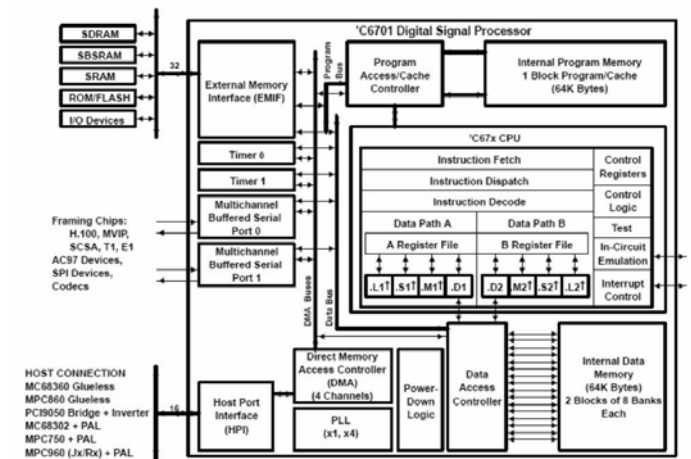 'C6701 Digital Signal Processor
SDRAM
SBSRAM
SRAM
ROM/FLASH
I/O Devices
32
External Memory
Interface (EMIF)
Timer 0
Timer 1
Multichannel
Buffered Serial
Port 0
Multichannel
Buffered Serial
Port 1
Framing Chips:
H.100, MVIP,
SCSA, T1, E1
AC97 Devices,
SPI Devices,
Codecs
Program
Bus
Program
Access/Cache
Controller
Internal Program Memory
1 Block Program/Cache
(64K Bytes)
'C67x CPU
Instruction Fetch
Instruction Dispatch
Instruction Decode
Data Path A
Data Path B
A Register File
B Register File
.L1↑
.S1↑
.M1↑
.D1
.D2
.M2↑
.S2↑
.L2↑
Control
Registers
Control
Logic
Test
In-Circuit
Emulation
Interrupt
Control
DMA Buses
Data Bus
HOST CONNECTION
MC68360 Glueless
MPC860 Glueless
PCI9050 Bridge + Inverter
MC68302 + PAL
MPC750 + PAL
MPC960 (Jx/Rx) + PAL
16
Host Port
Interface
(HPI)
Direct Memory
Access Controller
(DMA)
(4 Channels)
PLL
(x1, x4)
Power-
Down
Logic
Data
Access
Controller
Internal Data
Memory
(64K Bytes)
2 Blocks of 8 Banks
Each